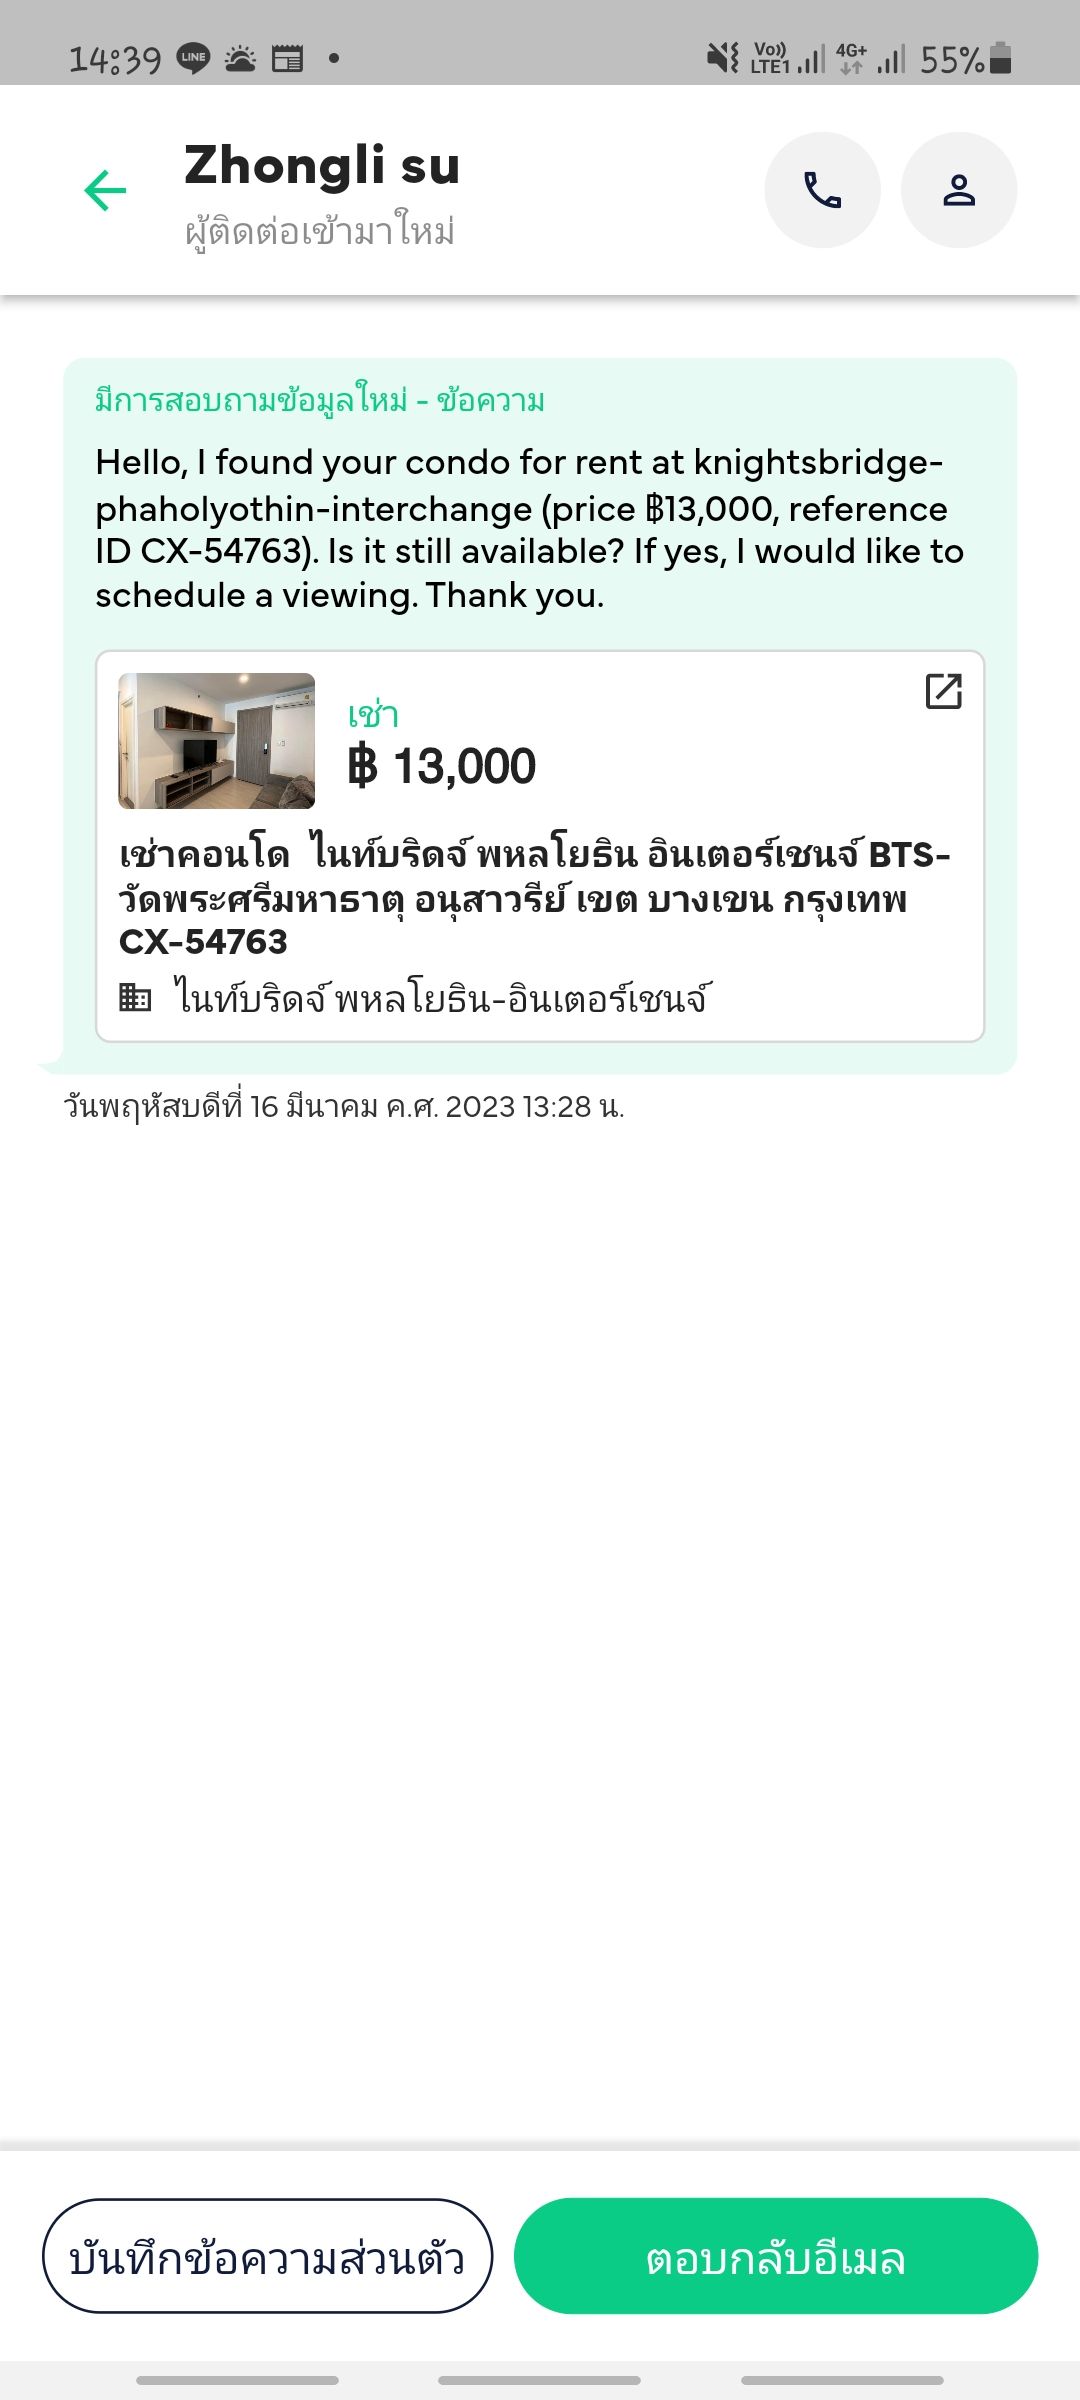 14:39 LINE Vo)) LTE1 4G+ 55%
Zhongli su
ผู้ติดต่อเข้ามาใหม่
มีการสอบถามข้อมูลใหม่ - ข้อความ
Hello, I found your condo for rent at knightsbridge-
phaholyothin-interchange (price ฿13,000, reference
ID CX-54763). Is it still available? If yes, I would like to
schedule a viewing. Thank you.
เช่า
฿ 13,000
เช่าคอนโด ไนท์บริดจ์ พหลโยธิน อินเตอร์เชนจ์ BTS-
วัดพระศรีมหาธาตุ อนุสาวรีย์ เขต บางเขน กรุงเทพ
CX-54763
ไนท์บริดจ์ พหลโยธิน-อินเตอร์เชนจ์
วันพฤหัสบดีที่ 16 มีนาคม ค.ศ. 2023 13:28 น.
บันทึกข้อความส่วนตัว
ตอบกลับอีเมล